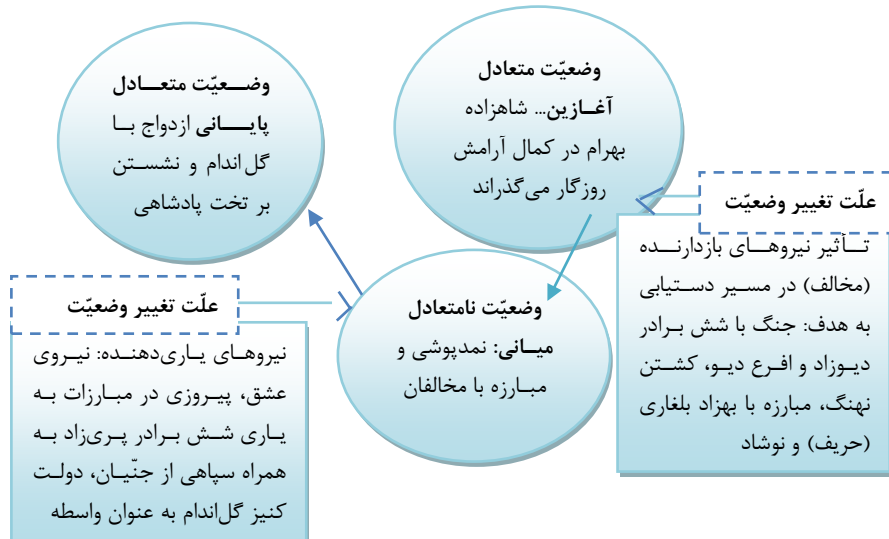 وضعیّت متعادل
آغازین... شاهزاده
بهرام در کمال آرامش
روزگار می‌گذراند
علّت تغییر وضعیّت
تأثیر نیروهای بازدارنده
(مخالف) در مسیر دستیابی
به هدف: جنگ با شش برادر
دیوزاد و افرع دیو، کشتن
نهنگ، مبارزه با بهزاد بلغاری
(حریف) و نوشاد
وضعیّت نامتعادل
میانی: نمدپوشی و
مبارزه با مخالفان
علّت تغییر وضعیّت
نیروهای یاری‌دهنده: نیروی
عشق، پیروزی در مبارزات به
یاری شش برادر پری‌زاد به
همراه سپاهی از جنّیان، دولت
کنیز گل‌اندام به عنوان واسطه
وضعیّت متعادل
پایانی ازدواج با
گل‌اندام و نشستن
بر تخت پادشاهی